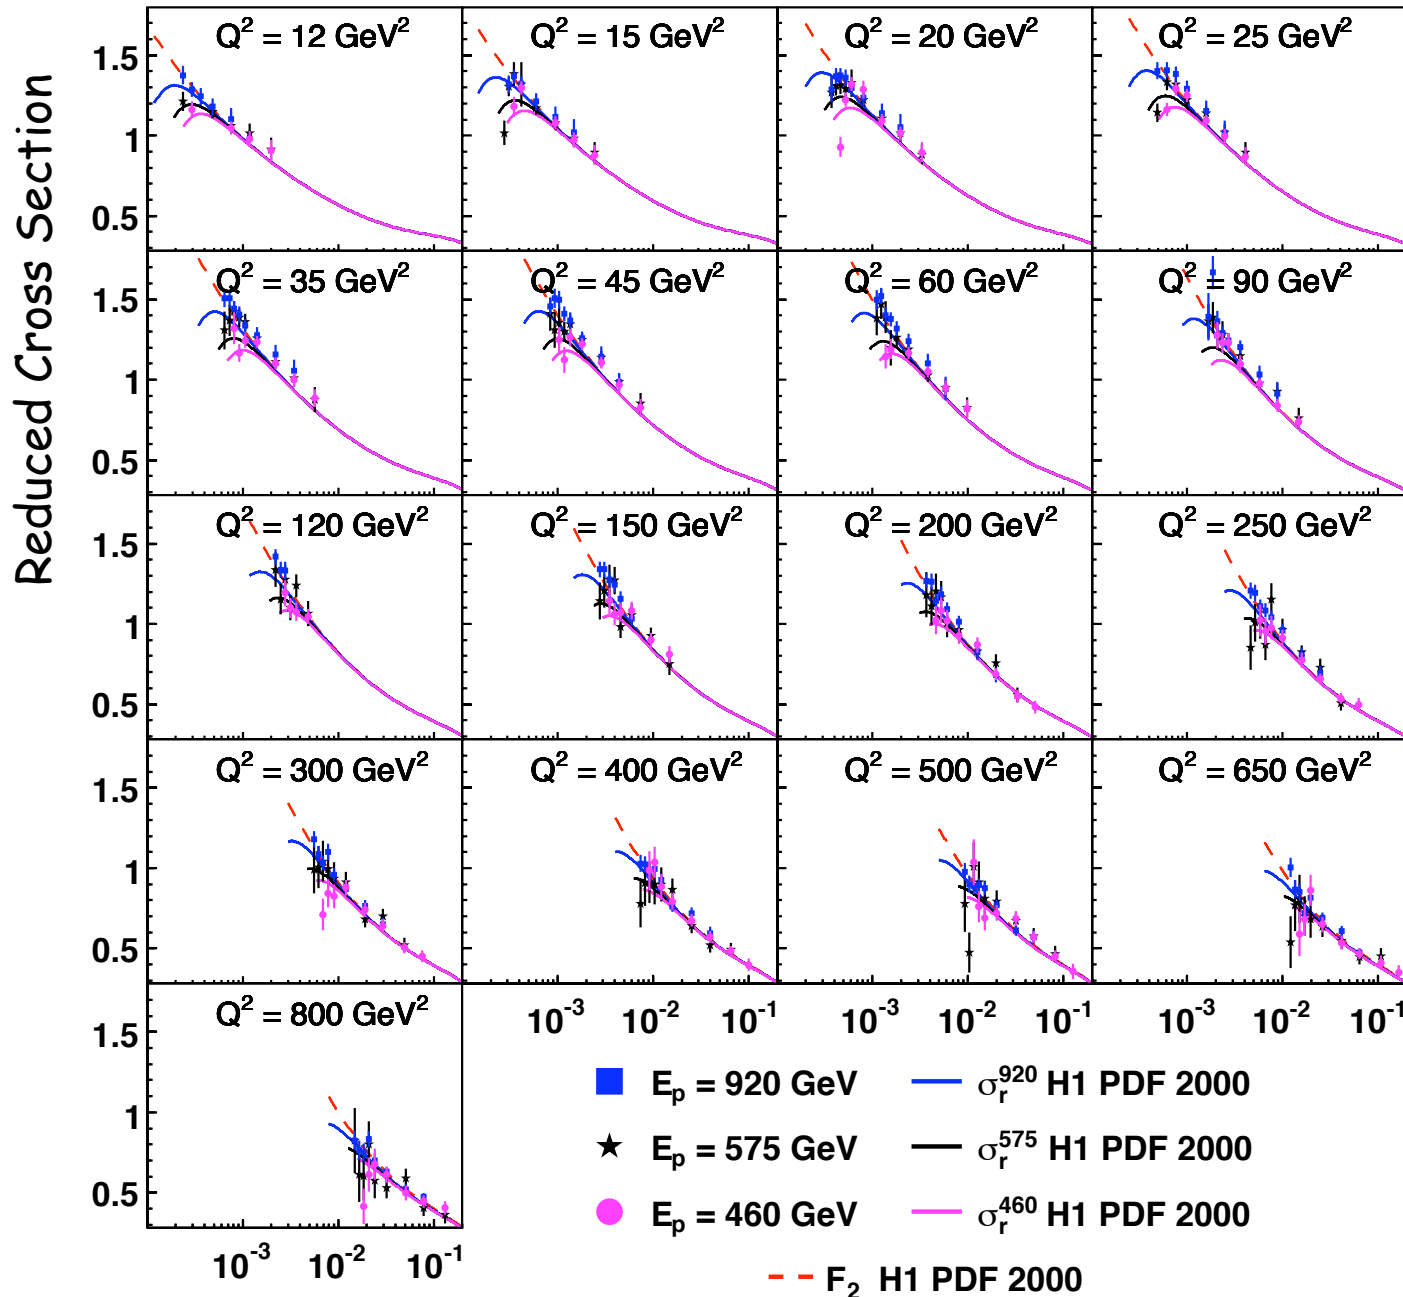 Reduced Cross Section
Q² = 12 GeV² Q² = 15 GeV² Q² = 20 GeV² Q² = 25 GeV²
1.5
1
0.5
Q² = 35 GeV² Q² = 45 GeV² Q² = 60 GeV² Q² = 90 GeV²
1.5
1
0.5
Q² = 120 GeV² Q² = 150 GeV² Q² = 200 GeV² Q² = 250 GeV²
1.5
1
0.5
Q² = 300 GeV² Q² = 400 GeV² Q² = 500 GeV² Q² = 650 GeV²
1.5
1
0.5
Q² = 800 GeV²
10⁻³ 10⁻² 10⁻¹ 10⁻³ 10⁻² 10⁻¹ 10⁻³ 10⁻² 10⁻¹
1.5
1
0.5
10⁻³ 10⁻² 10⁻¹
Eₚ = 920 GeV σᵣ⁹²⁰ H1 PDF 2000
Eₚ = 575 GeV σᵣ⁵⁷⁵ H1 PDF 2000
Eₚ = 460 GeV σᵣ⁴⁶⁰ H1 PDF 2000
F₂ H1 PDF 2000